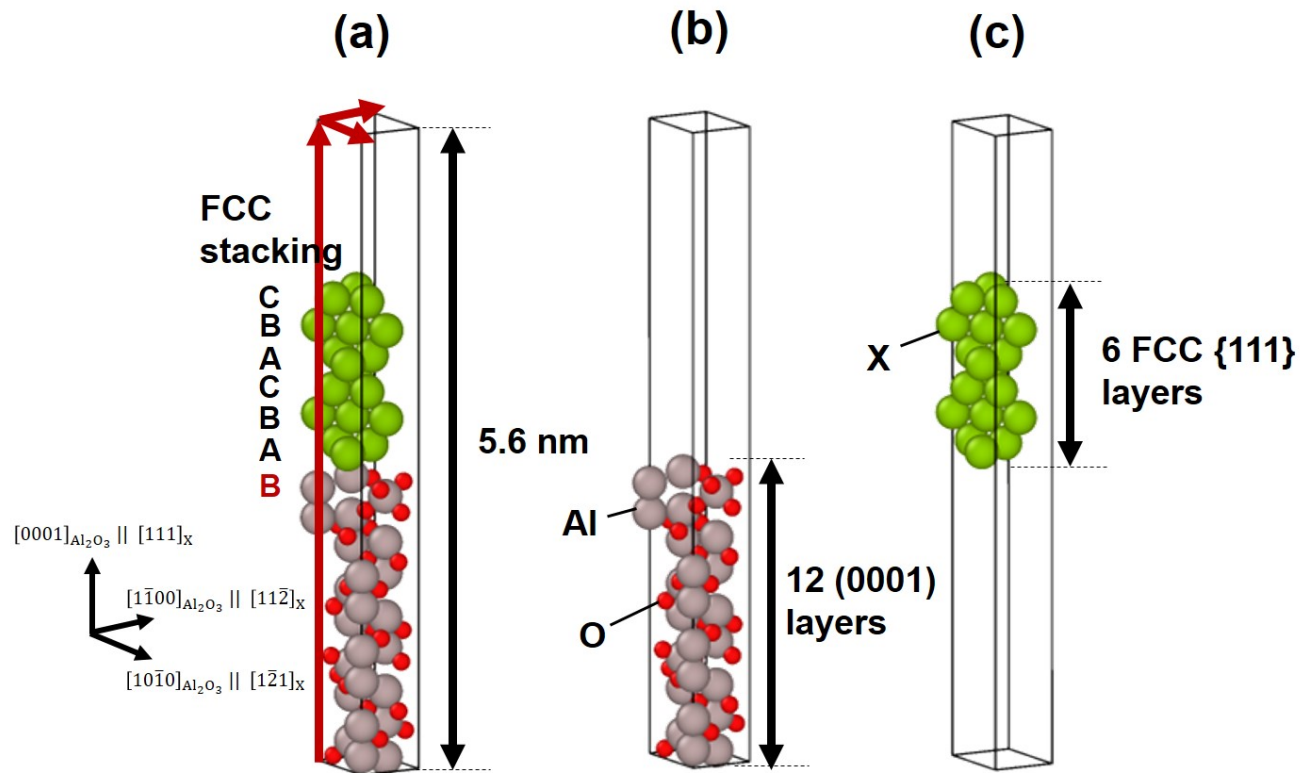 (a)
(b)
(c)
FCC
stacking
C
B
A
C
B
A
B
5.6 nm
[0001]Al₂O₃ || [111]X
[11̄00]Al₂O₃ || [112̄]X
[101̄0]Al₂O₃ || [12̄1]X
Al
O
12 (0001)
layers
X
6 FCC {111}
layers